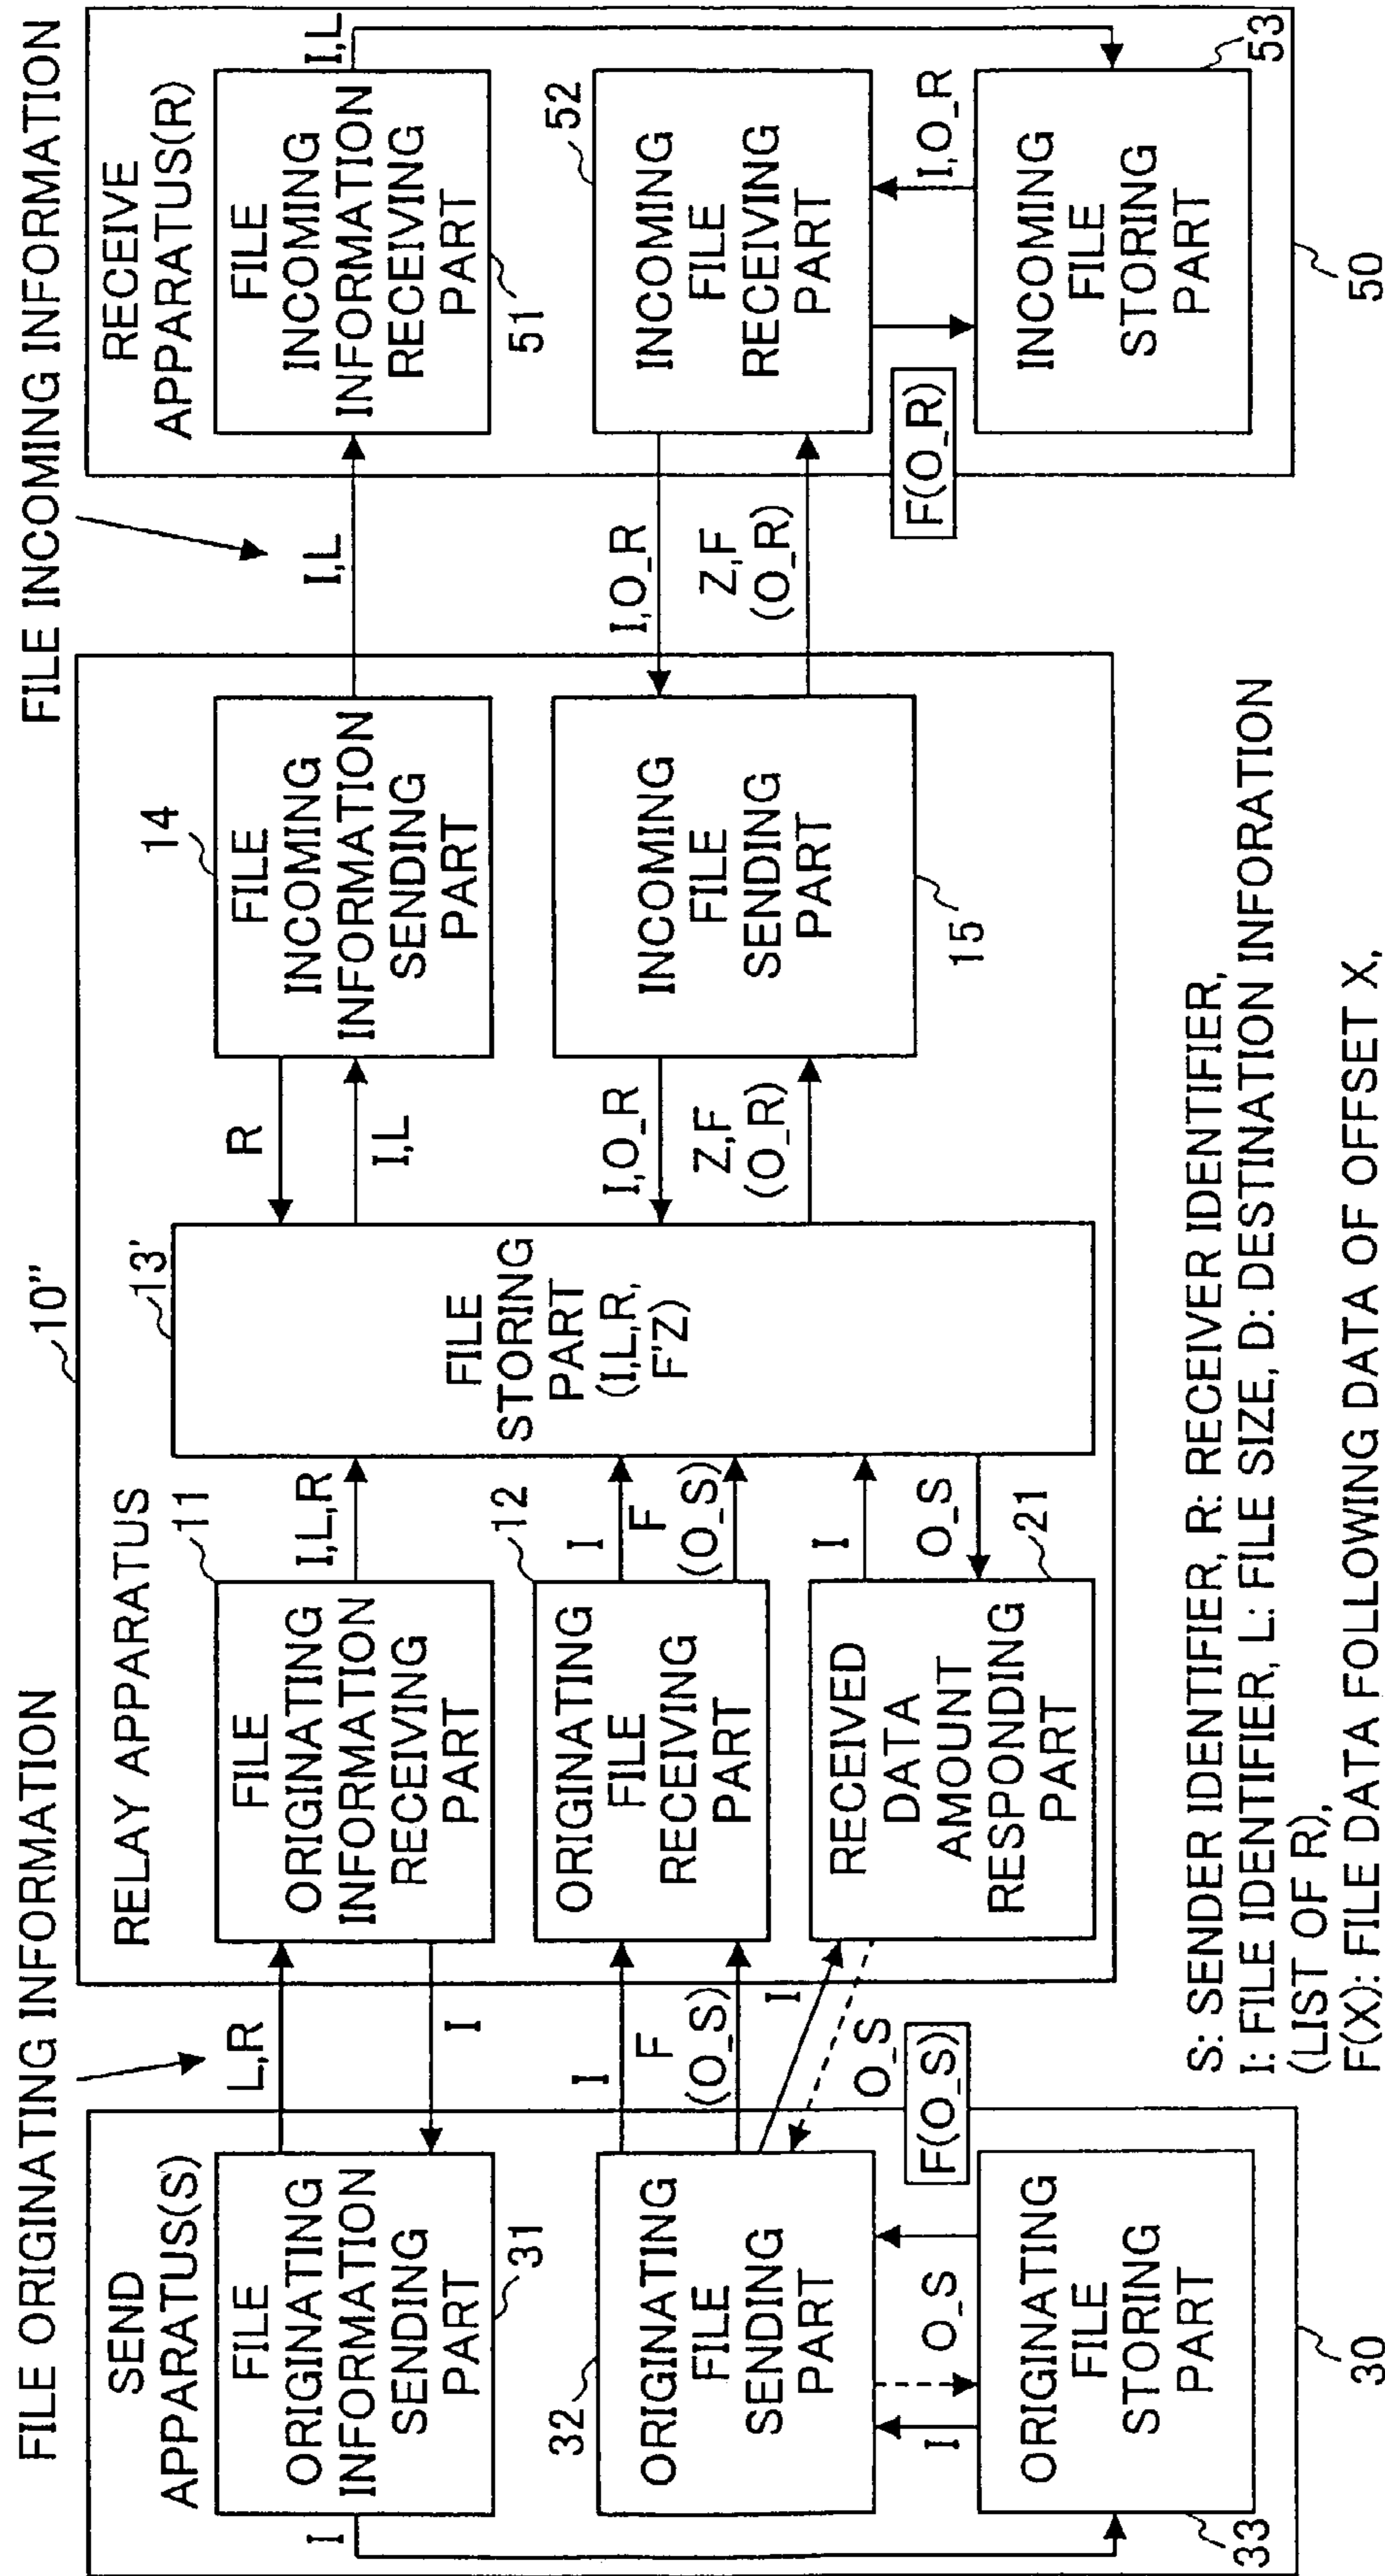 FILE ORIGINATING INFORMATION
FILE INCOMING INFORMATION
SEND
APPARATUS(S)
FILE
ORIGINATING
INFORMATION
SENDING
PART
31
I
32
ORIGINATING
FILE
SENDING
PART
I
O_S
F(O_S)
ORIGINATING
FILE
STORING
PART
33
30
L,R
I
I
F
(O_S)
I
O_S
10"
RELAY APPARATUS
11
FILE
ORIGINATING
INFORMATION
RECEIVING
PART
I,L,R
12
ORIGINATING
FILE
RECEIVING
PART
I
F
(O_S)
RECEIVED
DATA
AMOUNT
RESPONDING
PART
21
I
O_S
13'
FILE
STORING
PART
(I,L,R,
F'Z)
R
I,L
I,O_R
Z,F
(O_R)
14
FILE
INCOMING
INFORMATION
SENDING
PART
INCOMING
FILE
SENDING
PART
15
I,L
I,O_R
Z,F
(O_R)
RECEIVE
APPARATUS(R)
FILE
INCOMING
INFORMATION
RECEIVING
PART
51
I,L
52
INCOMING
FILE
RECEIVING
PART
I,O_R
F(O_R)
INCOMING
FILE
STORING
PART
53
50
S: SENDER IDENTIFIER, R: RECEIVER IDENTIFIER,
I: FILE IDENTIFIER, L: FILE SIZE, D: DESTINATION INFORATION
(LIST OF R),
F(X): FILE DATA FOLLOWING DATA OF OFFSET X,